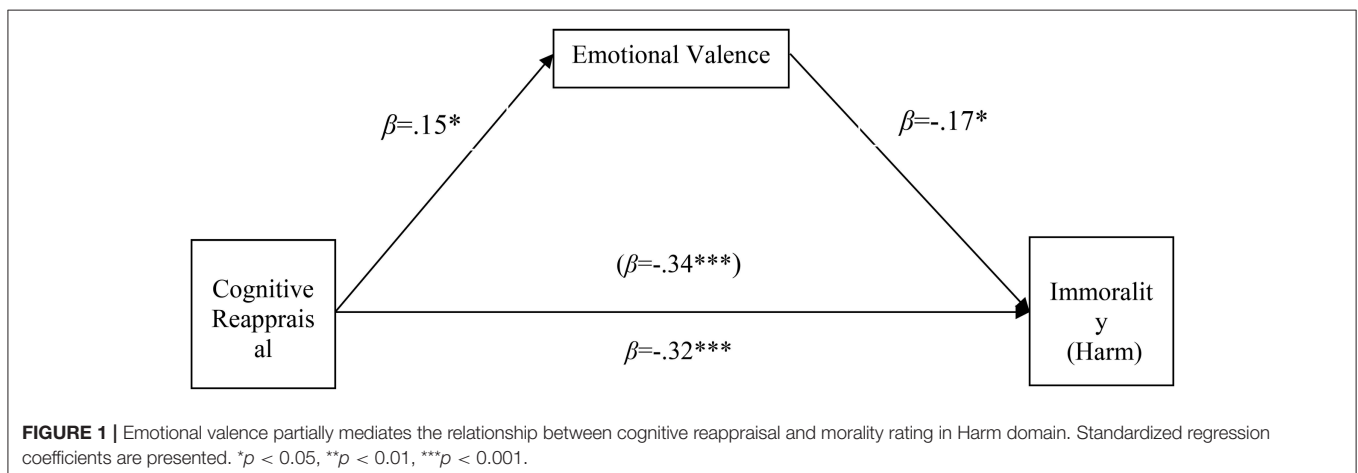 Emotional Valence
β=.15*
β=-.17*
(β=-.34***)
Cognitive
Reapprais
al
Immoralit
y
(Harm)
β=-.32***
FIGURE 1 | Emotional valence partially mediates the relationship between cognitive reappraisal and morality rating in Harm domain. Standardized regression
coefficients are presented. *p < 0.05, **p < 0.01, ***p < 0.001.